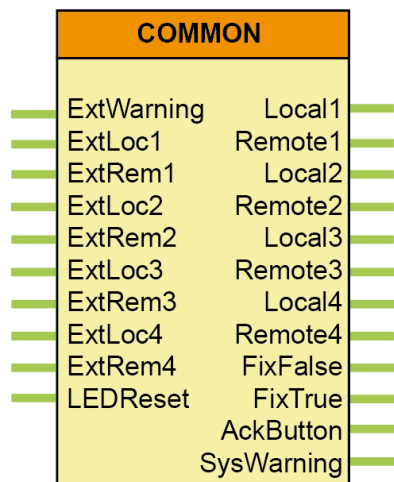 COMMON
ExtWarning Local1
ExtLoc1 Remote1
ExtRem1 Local2
ExtLoc2 Remote2
ExtRem2 Local3
ExtLoc3 Remote3
ExtRem3 Local4
ExtLoc4 Remote4
ExtRem4 FixFalse
LEDReset FixTrue
AckButton
SysWarning